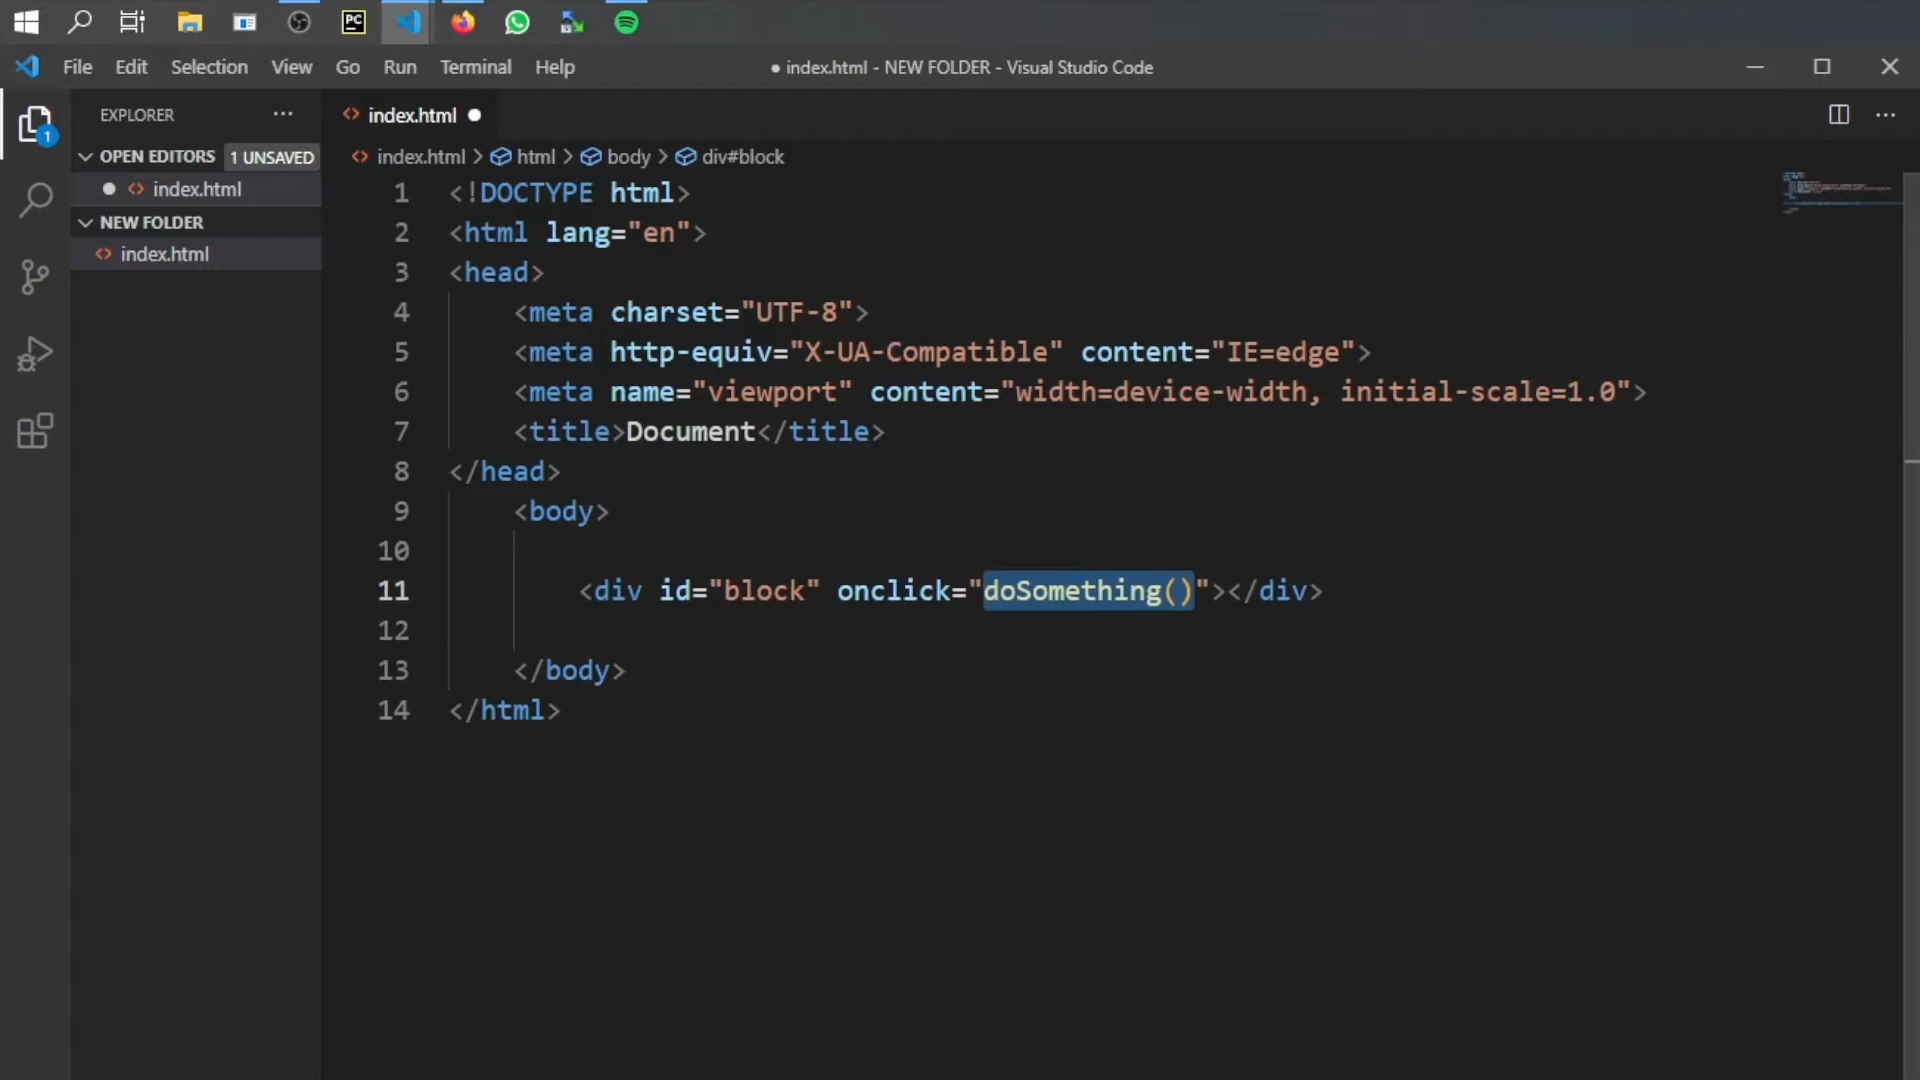 PC
File Edit Selection View Go Run Terminal Help
● index.html - NEW FOLDER - Visual Studio Code
EXPLORER
index.html
1
OPEN EDITORS 1 UNSAVED
index.html > html > body > div#block
index.html
NEW FOLDER
index.html
1 <!DOCTYPE html>
2 <html lang="en">
3 <head>
4 <meta charset="UTF-8">
5 <meta http-equiv="X-UA-Compatible" content="IE=edge">
6 <meta name="viewport" content="width=device-width, initial-scale=1.0">
7 <title>Document</title>
8 </head>
9 <body>
10
11 <div id="block" onclick="doSomething()"></div>
12
13 </body>
14 </html>